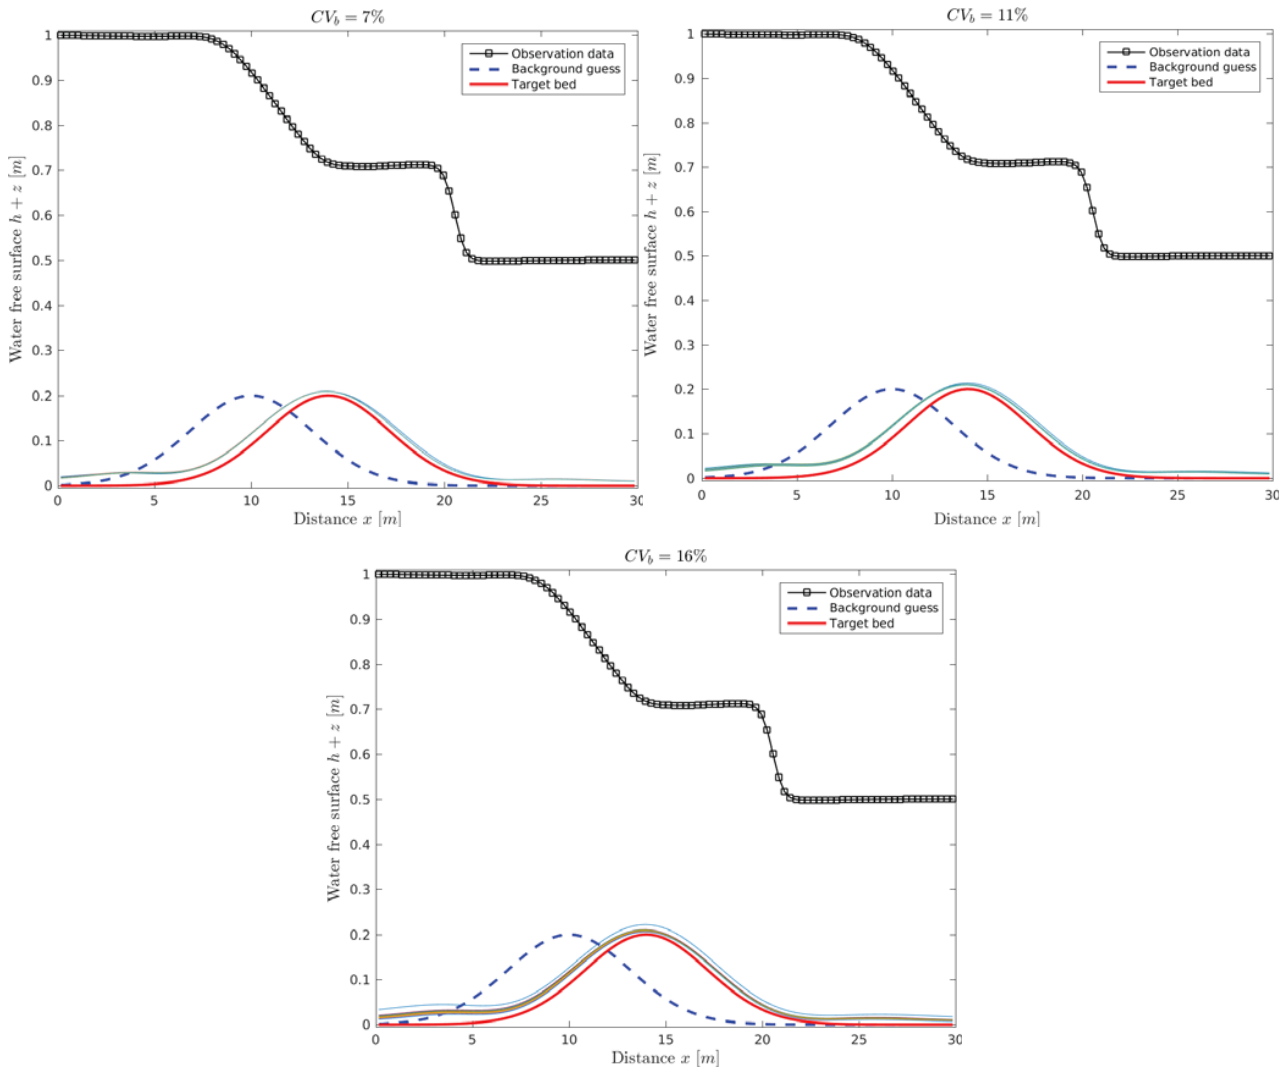 CV_b = 7%
1
0.9
0.8
0.7
0.6
0.5
0.4
0.3
0.2
0.1
0
Water free surface h + z [m]
Observation data
Background guess
Target bed
0 5 10 15 20 25 30
Distance x [m]
CV_b = 11%
1
0.9
0.8
0.7
0.6
0.5
0.4
0.3
0.2
0.1
0
Water free surface h + z [m]
Observation data
Background guess
Target bed
0 5 10 15 20 25 30
Distance x [m]
CV_b = 16%
1
0.9
0.8
0.7
0.6
0.5
0.4
0.3
0.2
0.1
0
Water free surface h + z [m]
Observation data
Background guess
Target bed
0 5 10 15 20 25 30
Distance x [m]